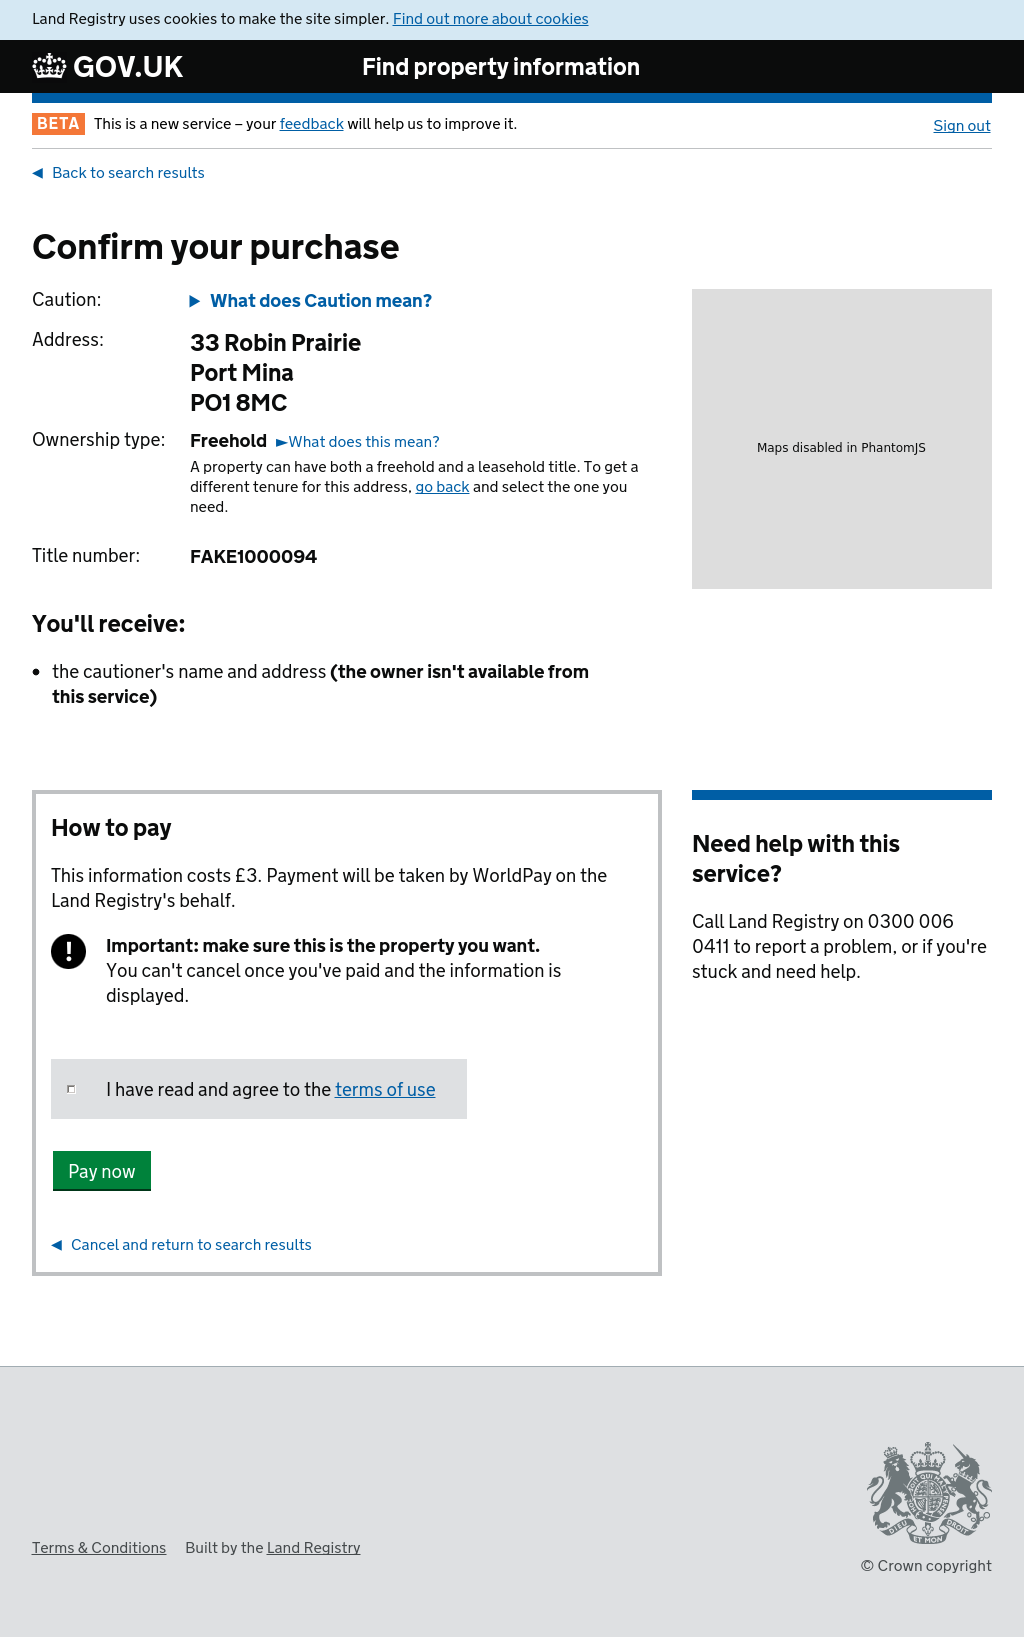 Land Registry uses cookies to make the site simpler. Find out more about cookies
GOV.UK
Find property information
BETA This is a new service – your feedback will help us to improve it.
Sign out
◀ Back to search results
Confirm your purchase
Caution: ▶ What does Caution mean?
Address: 33 Robin Prairie
Port Mina
PO1 8MC
Ownership type: Freehold ►What does this mean?
A property can have both a freehold and a leasehold title. To get a
different tenure for this address, go back and select the one you
need.
Title number: FAKE1000094
Maps disabled in PhantomJS
You'll receive:
• the cautioner's name and address (the owner isn't available from
this service)
How to pay
This information costs £3. Payment will be taken by WorldPay on the
Land Registry's behalf.
! Important: make sure this is the property you want.
You can't cancel once you've paid and the information is
displayed.
I have read and agree to the terms of use
Pay now
◀ Cancel and return to search results
Need help with this
service?
Call Land Registry on 0300 006
0411 to report a problem, or if you're
stuck and need help.
Terms & Conditions Built by the Land Registry
DIEU ET MON DROIT
© Crown copyright